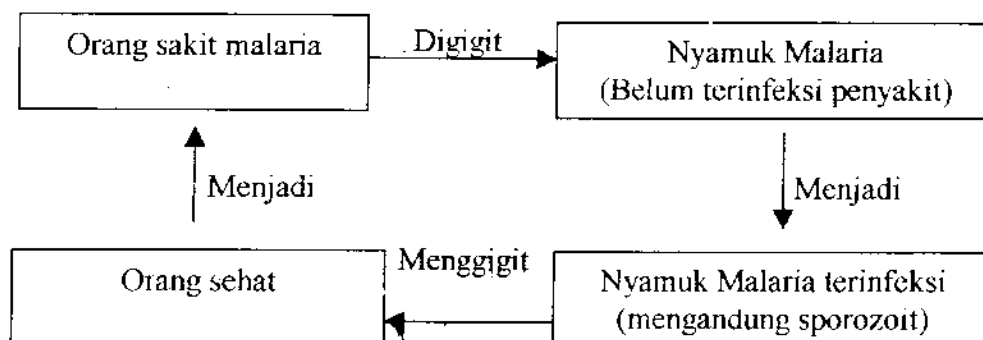 Orang sakit malaria
Digigit
Nyamuk Malaria
(Belum terinfeksi penyakit)
Menjadi
Menjadi
Orang sehat
Menggigit
Nyamuk Malaria terinfeksi
(mengandung sporozoit)